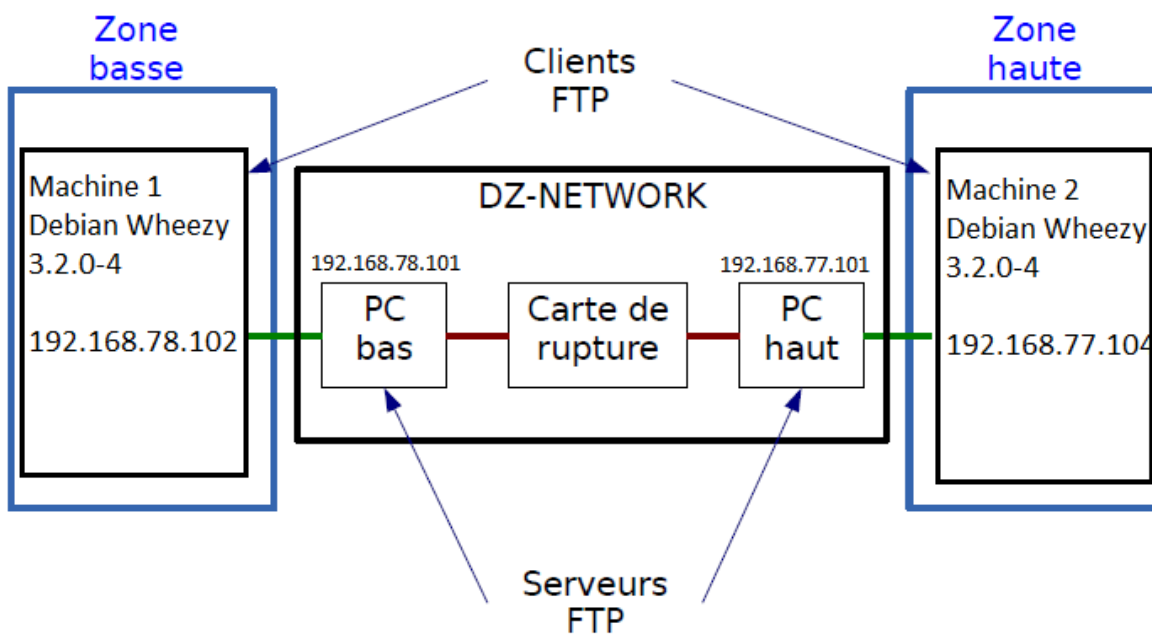 Zone
basse
Clients
FTP
Zone
haute
Machine 1
Debian Wheezy
3.2.0-4
192.168.78.102
DZ-NETWORK
192.168.78.101
PC
bas
Carte de
rupture
192.168.77.101
PC
haut
Machine 2
Debian Wheezy
3.2.0-4
192.168.77.104
Serveurs
FTP